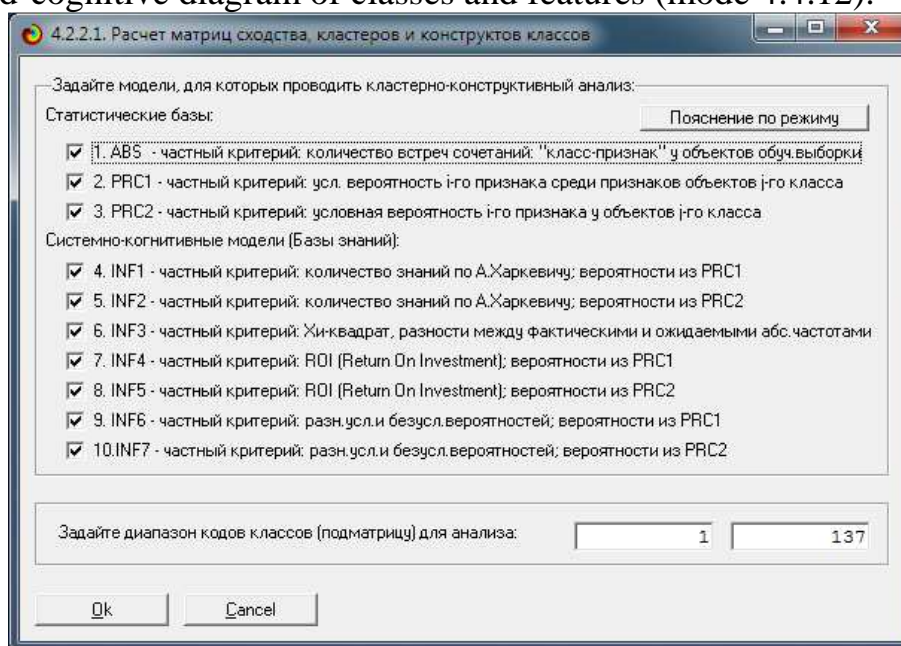 d-cognitive diagram of classes and features (mode 4.4.12).
4.2.2.1. Расчет матриц сходства, кластеров и конструктов классов
Задайте модели, для которых проводить кластерно-конструктивный анализ:
Статистические базы:
Пояснение по режиму
1. ABS - частный критерий: количество встреч сочетаний: "класс-признак" у объектов обуч.выборки
2. PRC1 - частный критерий: усл. вероятность i-го признака среди признаков объектов j-го класса
3. PRC2 - частный критерий: условная вероятность i-го признака у объектов j-го класса
Системно-когнитивные модели (Базы знаний):
4. INF1 - частный критерий: количество знаний по А.Харкевичу; вероятности из PRC1
5. INF2 - частный критерий: количество знаний по А.Харкевичу; вероятности из PRC2
6. INF3 - частный критерий: Хи-квадрат, разности между фактическими и ожидаемыми абс.частотами
7. INF4 - частный критерий: ROI (Return On Investment); вероятности из PRC1
8. INF5 - частный критерий: ROI (Return On Investment); вероятности из PRC2
9. INF6 - частный критерий: разн.усл.и безусл.вероятностей; вероятности из PRC1
10.INF7 - частный критерий: разн.усл.и безусл.вероятностей; вероятности из PRC2
Задайте диапазон кодов классов (подматрицу) для анализа:
1
137
Ok
Cancel